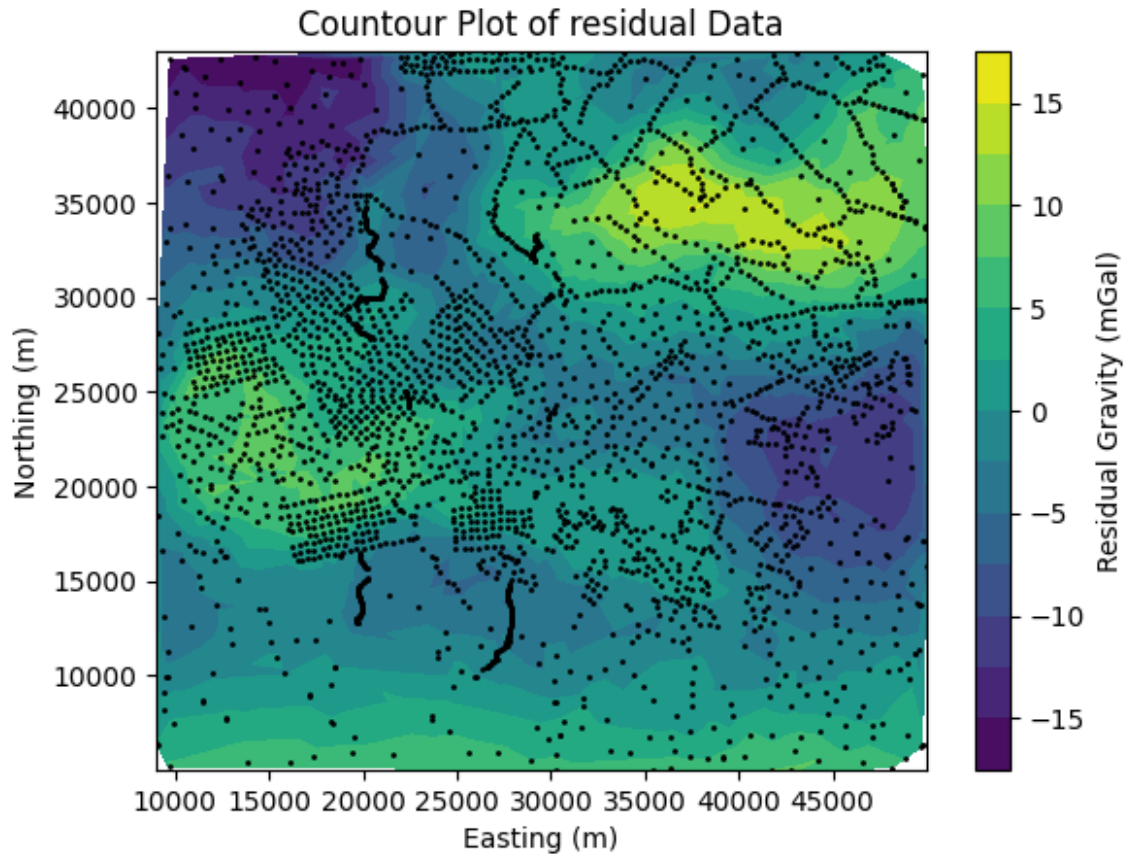 Countour Plot of residual Data
40000
35000
30000
25000
20000
15000
10000
Northing (m)
10000 15000 20000 25000 30000 35000 40000 45000
Easting (m)
15
10
5
0
−5
−10
−15
Residual Gravity (mGal)